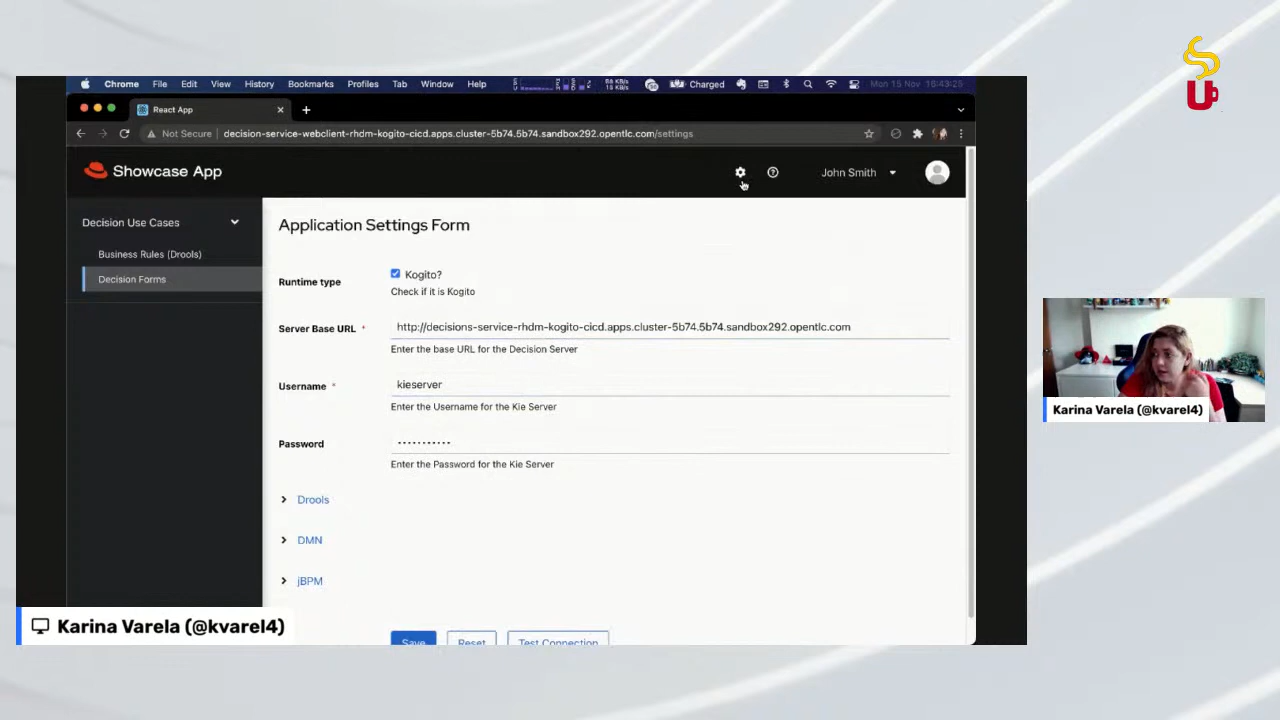 Chrome File Edit View History Bookmarks Profiles Tab Window Help Charged Mon 15 Nov 16:43:25
React App
Not Secure decision-service-webclient-rhdm-kogito-cicd.apps.cluster-5b74.5b74.sandbox292.opentlc.com/settings
Showcase App
John Smith
Decision Use Cases
Business Rules (Drools)
Decision Forms
Application Settings Form
Runtime type
Kogito?
Check if it is Kogito
Server Base URL *
http://decisions-service-rhdm-kogito-cicd.apps.cluster-5b74.5b74.sandbox292.opentlc.com
Enter the base URL for the Decision Server
Username *
kieserver
Enter the Username for the Kie Server
Password
Enter the Password for the Kie Server
Drools
DMN
jBPM
Save Reset Test Connection
Karina Varela (@kvarel4)
Karina Varela (@kvarel4)